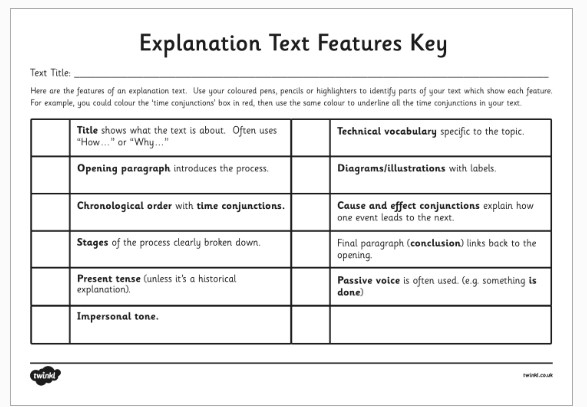 Explanation Text Features Key
Text Title:
Here are the features of an explanation text. Use your coloured pens, pencils or highlighters to identify parts of your text which show each feature.
For example, you could colour the 'time conjunctions' box in red, then use the same colour to underline all the time conjunctions in your text.
Title shows what the text is about. Often uses
"How…" or "Why…"
Technical vocabulary specific to the topic.
Opening paragraph introduces the process.
Diagrams/illustrations with labels.
Chronological order with time conjunctions.
Cause and effect conjunctions explain how
one event leads to the next.
Stages of the process clearly broken down.
Final paragraph (conclusion) links back to the
opening.
Present tense (unless it's a historical
explanation).
Passive voice is often used. (e.g. something is
done)
Impersonal tone.
twinkl
twinkl.co.uk